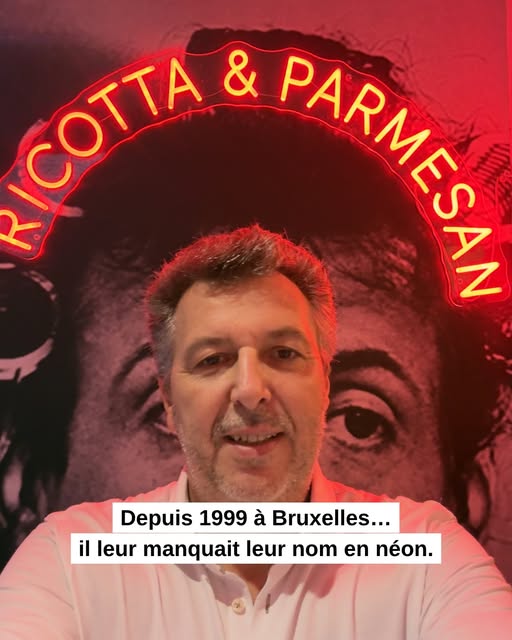 RICOTTA & PARMESAN
Depuis 1999 à Bruxelles…
il leur manquait leur nom en néon.